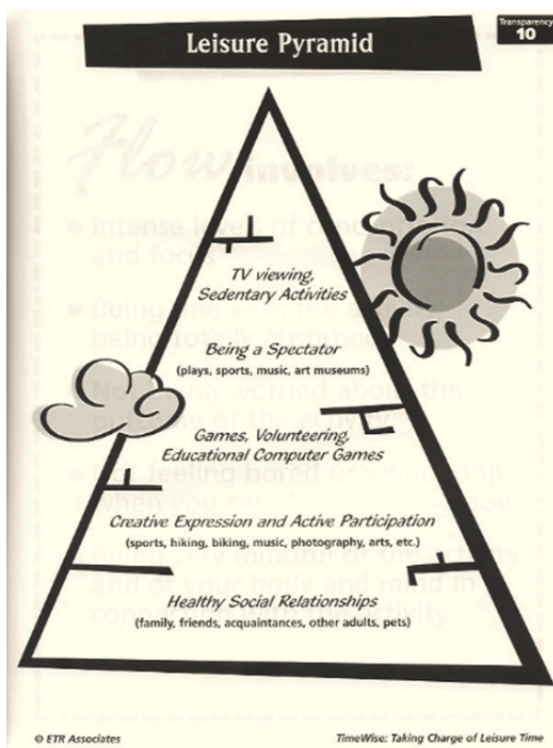 Transparency
10
Leisure Pyramid
Flow involves:
TV viewing,
Sedentary Activities
Being a Spectator
(plays, sports, music, art museums)
Games, Volunteering,
Educational Computer Games
Creative Expression and Active Participation
(sports, hiking, biking, music, photography, arts, etc.)
Healthy Social Relationships
(family, friends, acquaintances, other adults, pets)
© ETR Associates
TimeWise: Taking Charge of Leisure Time